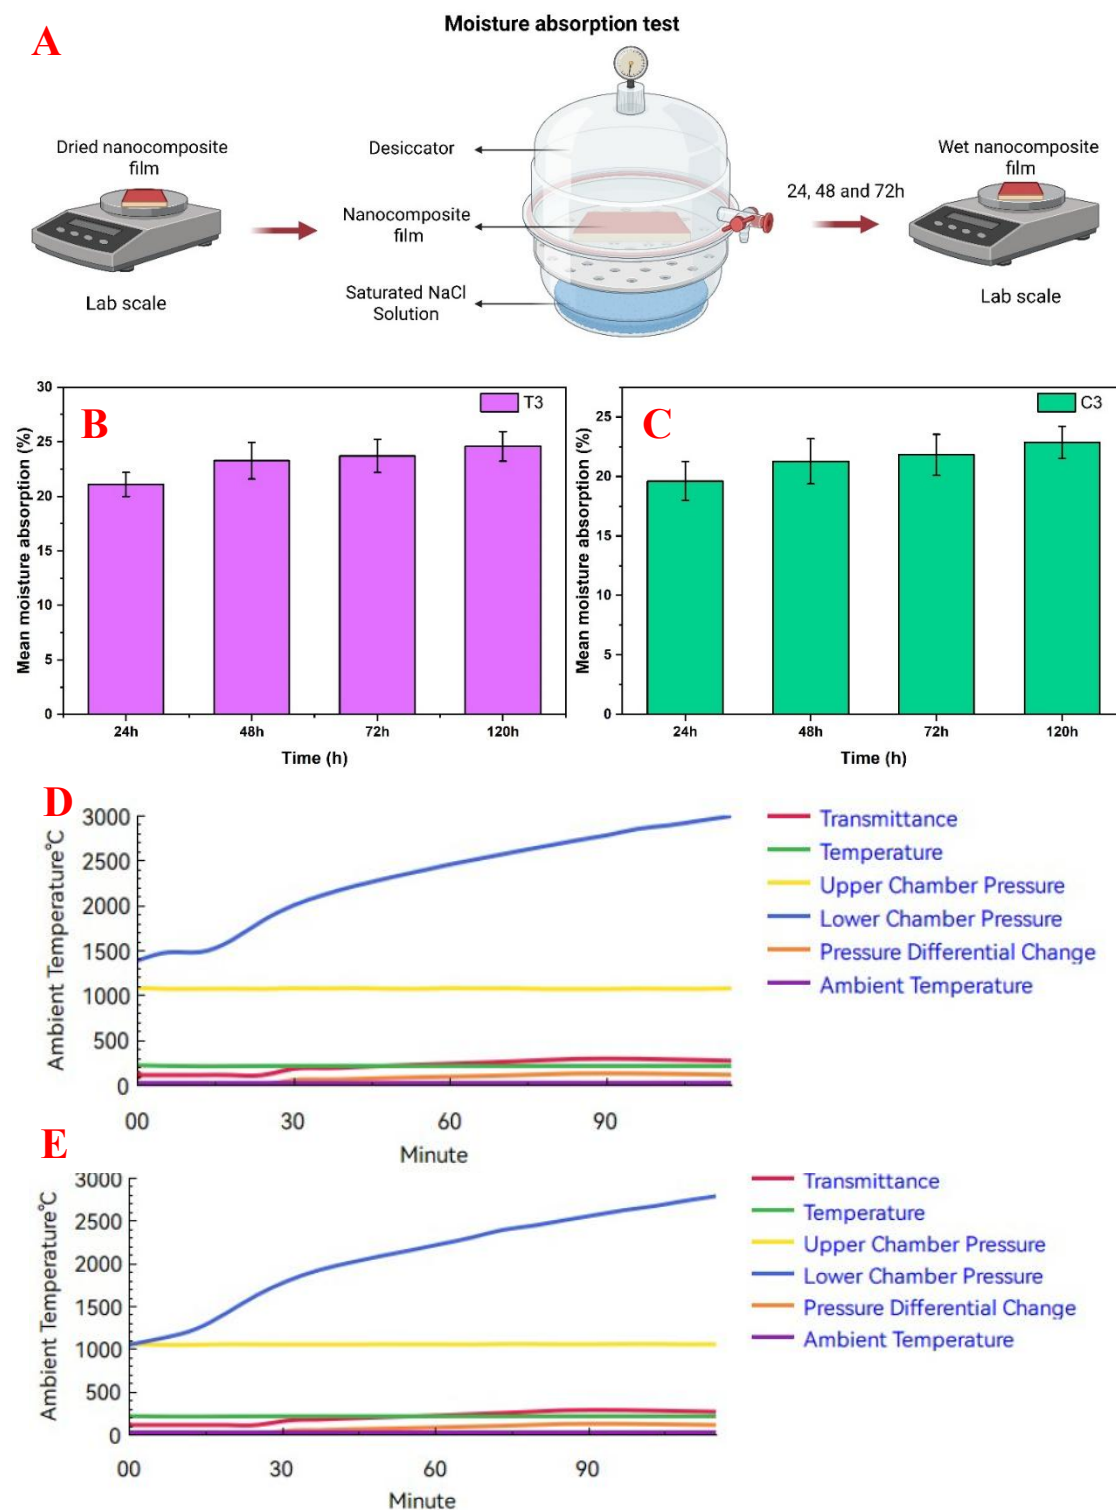 Moisture absorption test
A
Dried nanocomposite
film
Lab scale
Desiccator
Nanocomposite
film
Saturated NaCl
Solution
24, 48 and 72h
Wet nanocomposite
film
Lab scale
B
Mean moisture absorption (%)
30
25
20
15
10
5
0
T3
24h
48h
72h
120h
Time (h)
C
Mean moisture absorption (%)
25
20
15
10
5
0
C3
24h
48h
72h
120h
Time (h)
D
Ambient Temperature°C
3000
2500
2000
1500
1000
500
0
00
30
60
90
Minute
Transmittance
Temperature
Upper Chamber Pressure
Lower Chamber Pressure
Pressure Differential Change
Ambient Temperature
E
Ambient Temperature°C
3000
2500
2000
1500
1000
500
0
00
30
60
90
Minute
Transmittance
Temperature
Upper Chamber Pressure
Lower Chamber Pressure
Pressure Differential Change
Ambient Temperature